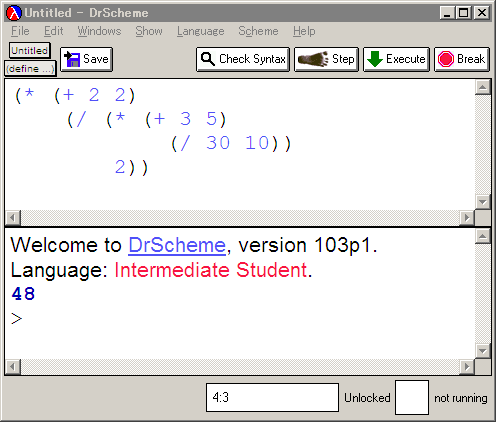 Untitled - DrScheme
File Edit Windows Show Language Scheme Help
Untitled
(define ...)
Save
Check Syntax
Step
Execute
Break
(* (+ 2 2)
(/ (* (+ 3 5)
(/ 30 10))
2))
Welcome to DrScheme, version 103p1.
Language: Intermediate Student.
48
>
4:3
Unlocked
not running